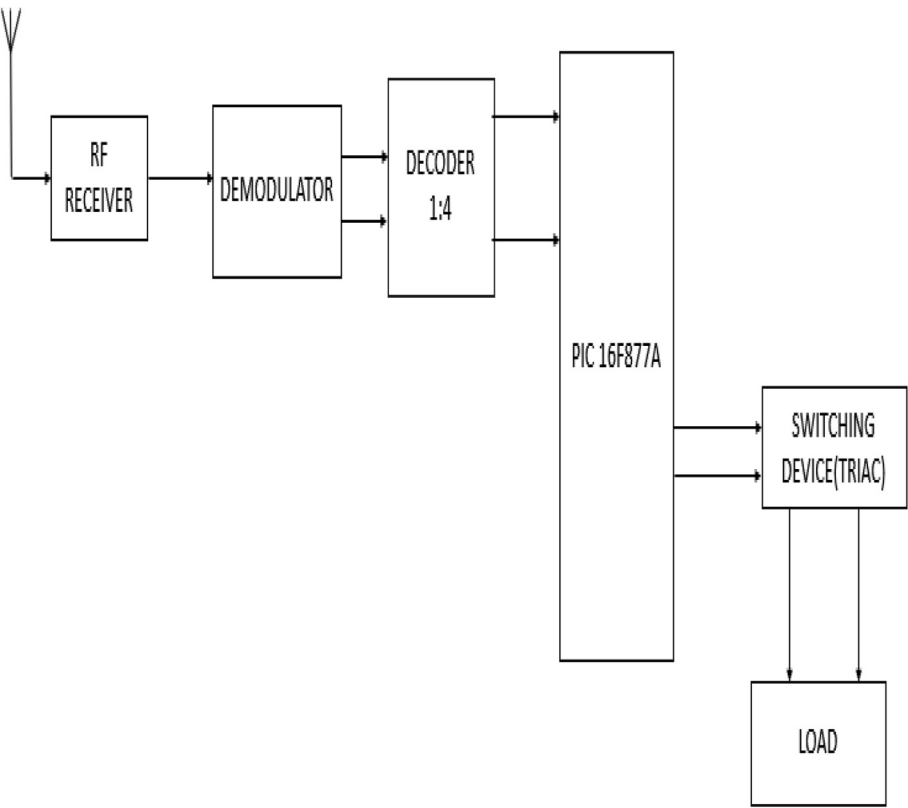 RF
RECEIVER
DEMODULATOR
DECODER
1:4
PIC 16F877A
SWITCHING
DEVICE(TRIAC)
LOAD